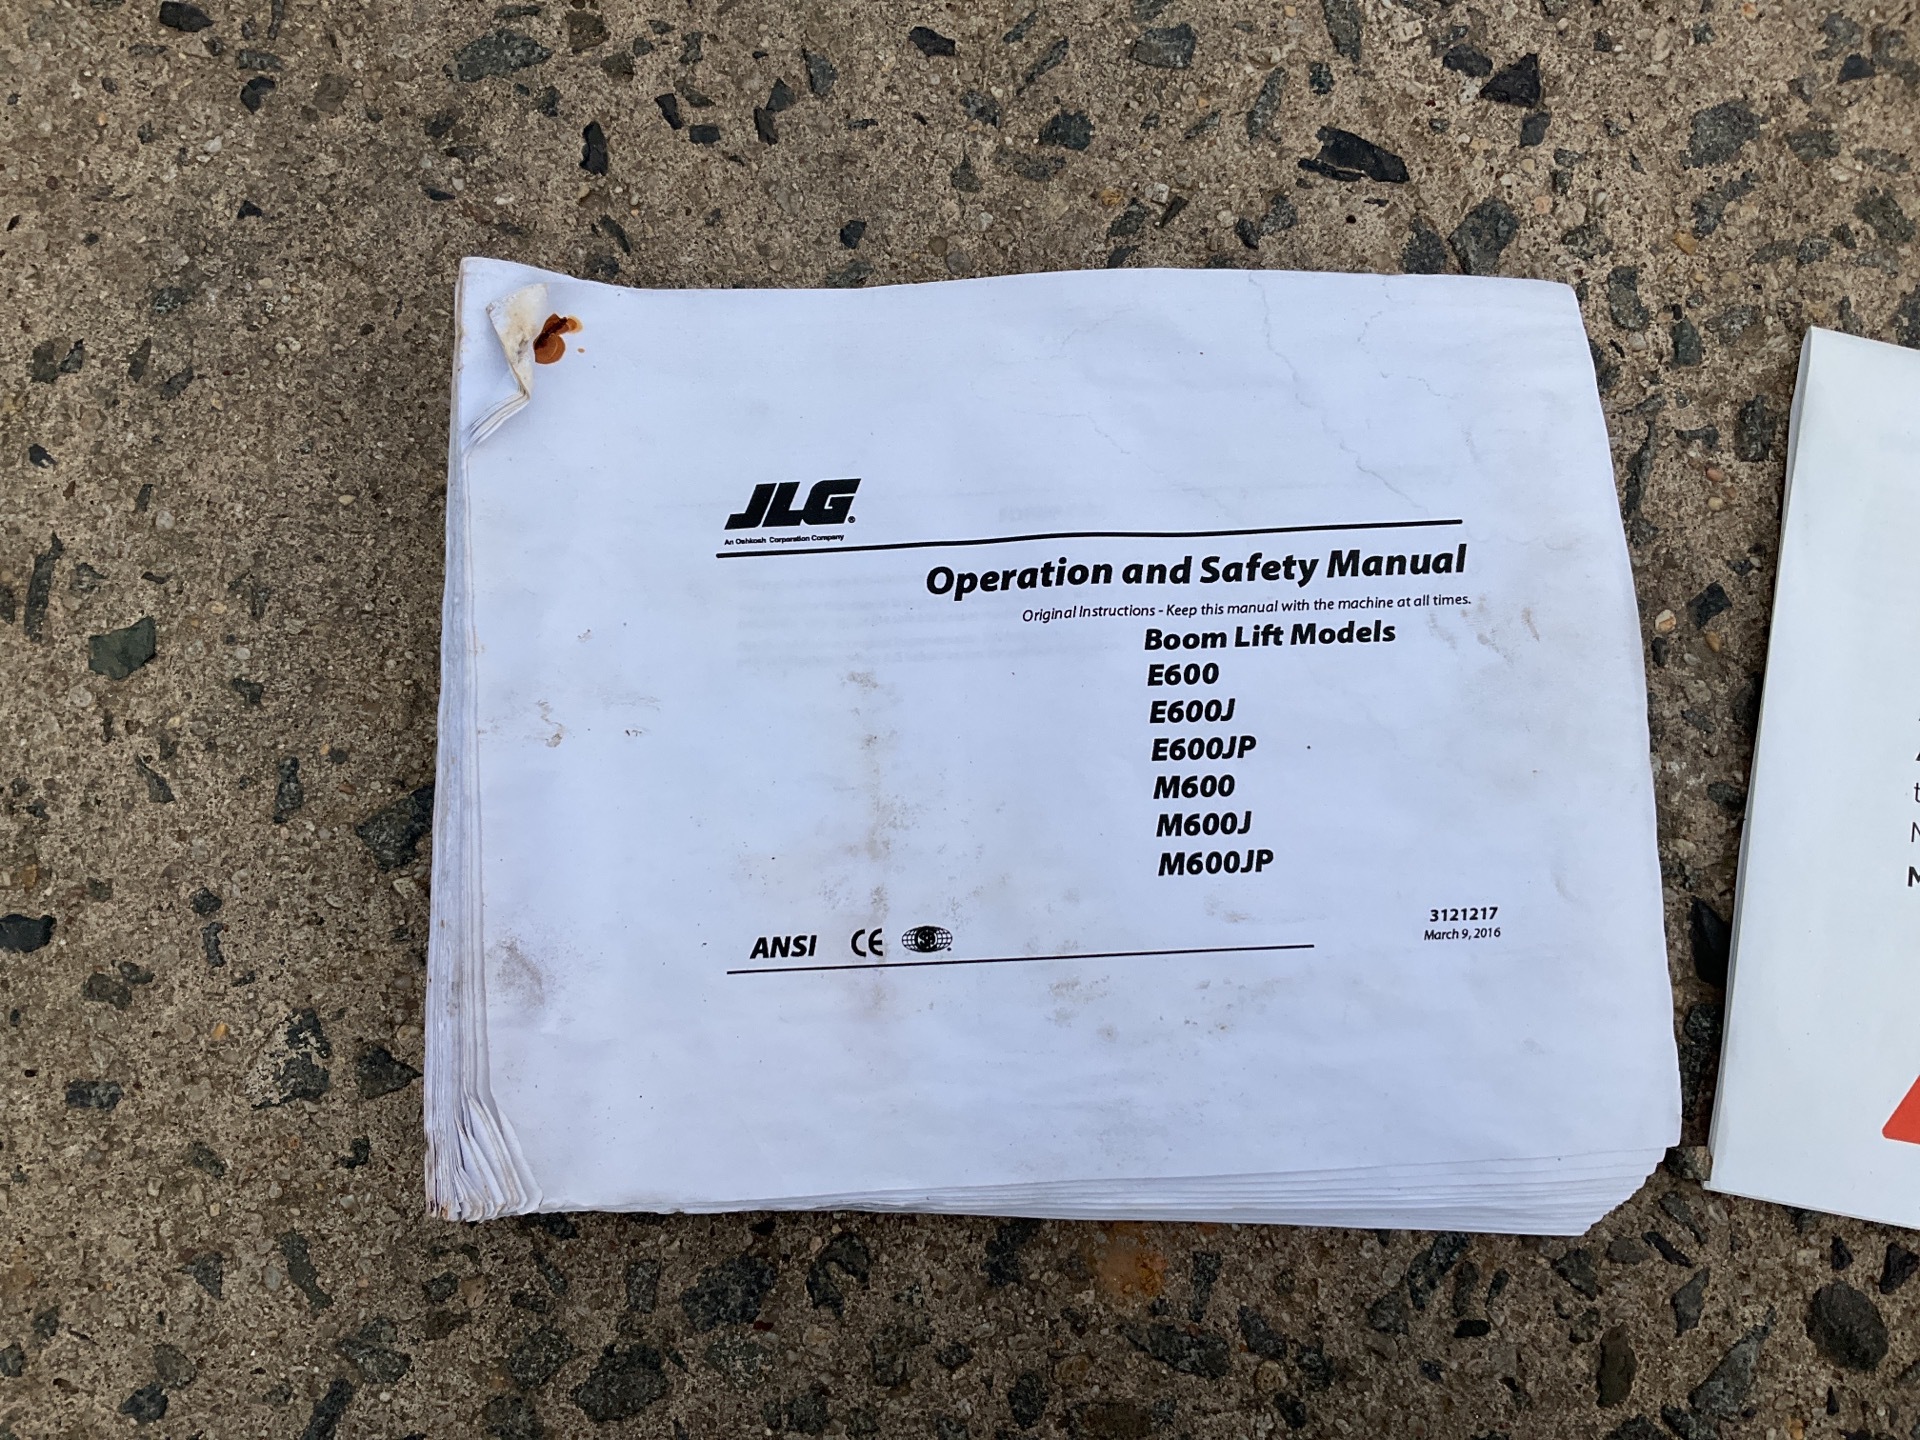 JLG®
An Oshkosh Corporation Company
Operation and Safety Manual
Original Instructions - Keep this manual with the machine at all times.
Boom Lift Models
E600
E600J
E600JP
M600
M600J
M600JP
ANSI CE
3121217
March 9, 2016